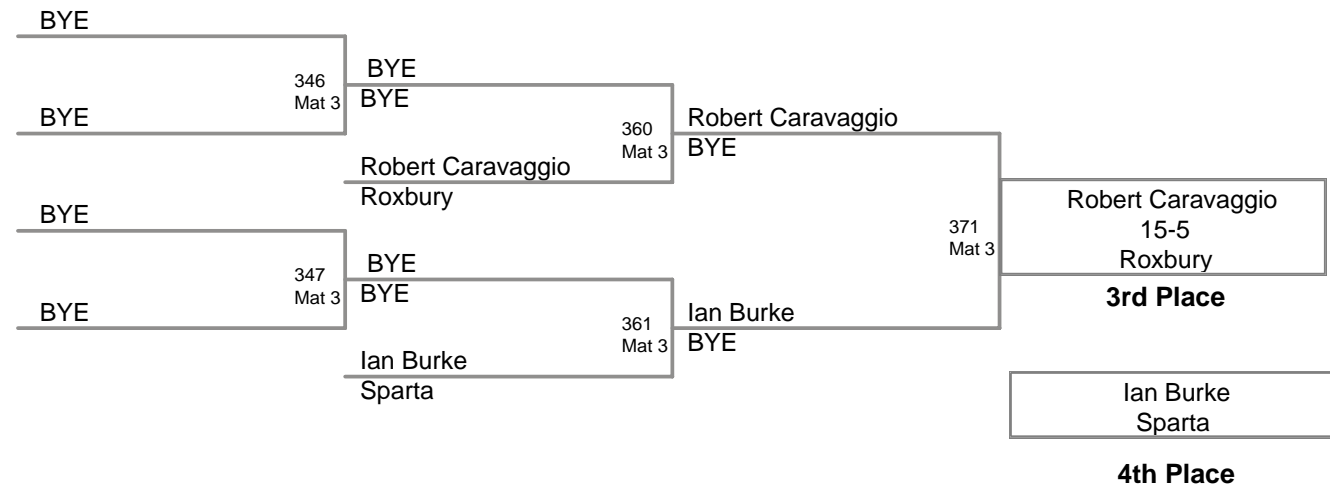 BYE
346
Mat 3
BYE
BYE
BYE
360
Mat 3
Robert Caravaggio
Roxbury
Robert Caravaggio
BYE
BYE
347
Mat 3
BYE
BYE
BYE
361
Mat 3
Ian Burke
Sparta
Ian Burke
BYE
371
Mat 3
Robert Caravaggio
15-5
Roxbury
3rd Place
Ian Burke
Sparta
4th Place